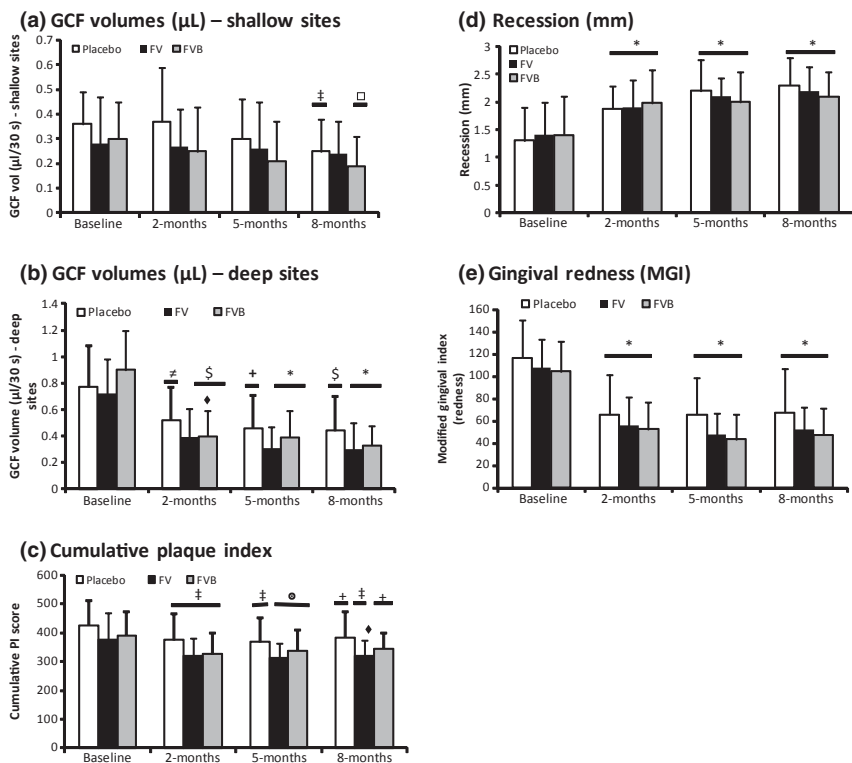 (a) GCF volumes (µL) – shallow sites
GCF vol (µl/30 s) - shallow sites
0.7
0.6
0.5
0.4
0.3
0.2
0.1
0
Placebo FV FVB
‡ □
Baseline 2-months 5-months 8-months
(b) GCF volumes (µL) – deep sites
GCF volume (µl/30 s) - deep
sites
1.4
1.2
1
0.8
0.6
0.4
0.2
0
Placebo FV FVB
≠ $ + * $ *
♦
Baseline 2-months 5-months 8-months
(c) Cumulative plaque index
Cumulative PI score
600
500
400
300
200
100
0
Placebo FV FVB
‡ ‡ ⊙ + ‡ +
♦
Baseline 2-months 5-months 8-months
(d) Recession (mm)
Recession (mm)
3
2.5
2
1.5
1
0.5
0
Placebo
FV
FVB
* * *
Baseline 2-months 5-months 8-months
(e) Gingival redness (MGI)
Modified gingival index
(redness)
160
140
120
100
80
60
40
20
0
Placebo FV FVB
* * *
Baseline 2-months 5-months 8-months